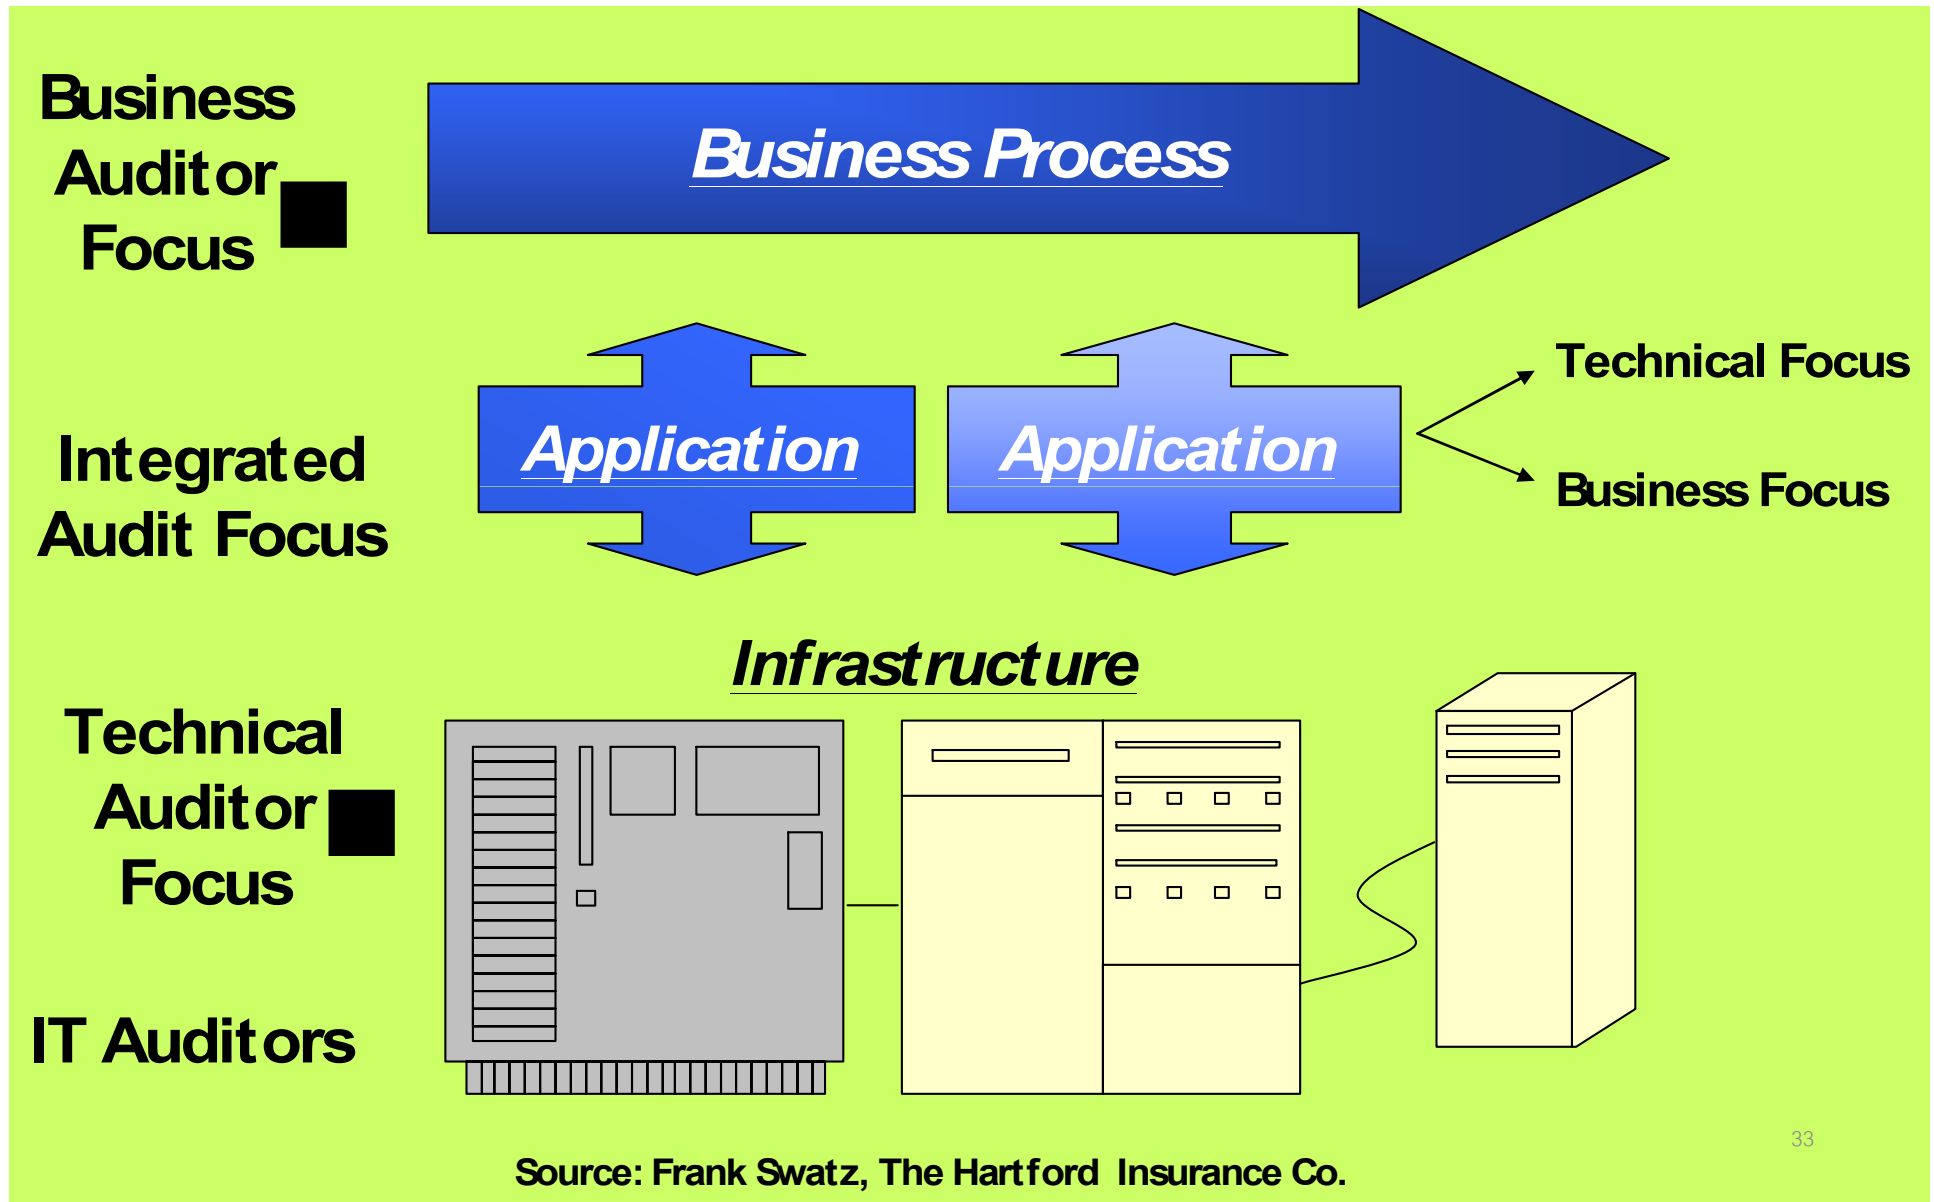 Business
Auditor
Focus
Business Process
Integrated
Audit Focus
Application
Application
Technical Focus
Business Focus
Infrastructure
Technical
Auditor
Focus
IT Auditors
33
Source: Frank Swatz, The Hartford Insurance Co.